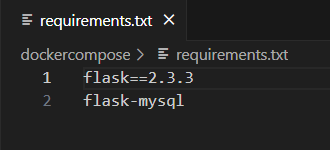 requirements.txt ×
dockercompose > requirements.txt
1 flask==2.3.3
2 flask-mysql